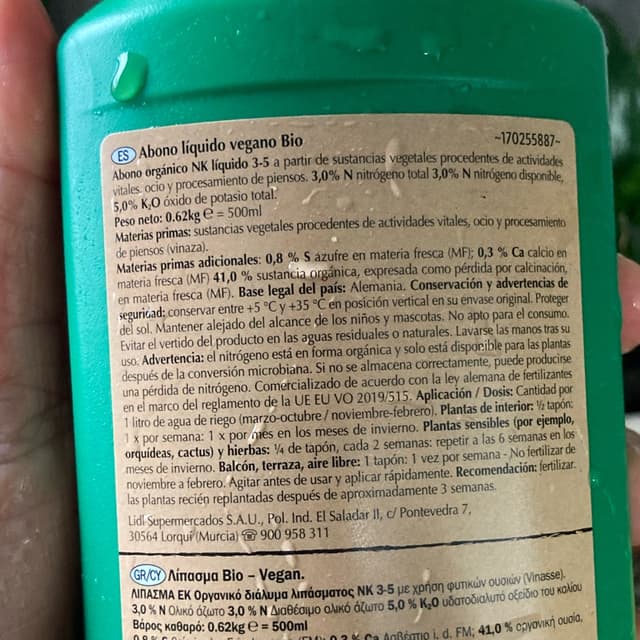 ES Abono líquido vegano Bio ~170255887~
Abono orgánico NK líquido 3-5 a partir de sustancias vegetales procedentes de actividades
vitales, ocio y procesamiento de piensos. 3,0% N nitrógeno total 3,0% N nitrógeno disponible,
5,0% K₂O óxido de potasio total.
Peso neto: 0.62kg ℮ = 500ml
Materias primas: sustancias vegetales procedentes de actividades vitales, ocio y procesamiento
de piensos (vinaza).
Materias primas adicionales: 0,8 % S azufre en materia fresca (MF); 0,3 % Ca calcio en
materia fresca (MF) 41,0 % sustancia orgánica, expresada como pérdida por calcinación,
en materia fresca (MF). Base legal del país: Alemania. Conservación y advertencias de
seguridad: conservar entre +5 °C y +35 °C en posición vertical en su envase original. Proteger
del sol. Mantener alejado del alcance de los niños y mascotas. No apto para el consumo.
Evitar el vertido del producto en las aguas residuales o naturales. Lavarse las manos tras su
uso. Advertencia: el nitrógeno está en forma orgánica y solo está disponible para las plantas
después de la conversión microbiana. Si no se almacena correctamente, puede producirse
una pérdida de nitrógeno. Comercializado de acuerdo con la ley alemana de fertilizantes
en el marco del reglamento de la UE EU VO 2019/515. Aplicación / Dosis: Cantidad por
1 litro de agua de riego (marzo-octubre / noviembre-febrero). Plantas de interior: ½ tapón:
1 x por semana: 1 x por mes en los meses de invierno. Plantas sensibles (por ejemplo,
orquídeas, cactus) y hierbas: ¼ de tapón, cada 2 semanas: repetir a las 6 semanas en los
meses de invierno. Balcón, terraza, aire libre: 1 tapón: 1 vez por semana - No fertilizar de
noviembre a febrero. Agitar antes de usar y aplicar rápidamente. Recomendación: fertilizar
las plantas recién replantadas después de aproximadamente 3 semanas.
Lidl Supermercados S.A.U., Pol. Ind. El Saladar II, c/ Pontevedra 7,
30564 Lorquí (Murcia) ☏ 900 958 311
GR/CY Λίπασμα Bio – Vegan.
ΛΙΠΑΣΜΑ ΕΚ Οργανικό διάλυμα λιπάσματος NK 3-5 με χρήση φυτικών ουσιών (Vinasse).
3,0 % N Ολικό άζωτο 3,0 % N Διαθέσιμο ολικό άζωτο 5,0 % K₂O υδατοδιαλυτό οξείδιο του καλίου
Βάρος καθαρό: 0.62kg ℮ = 500ml
41,0 % οργανική ουσία,